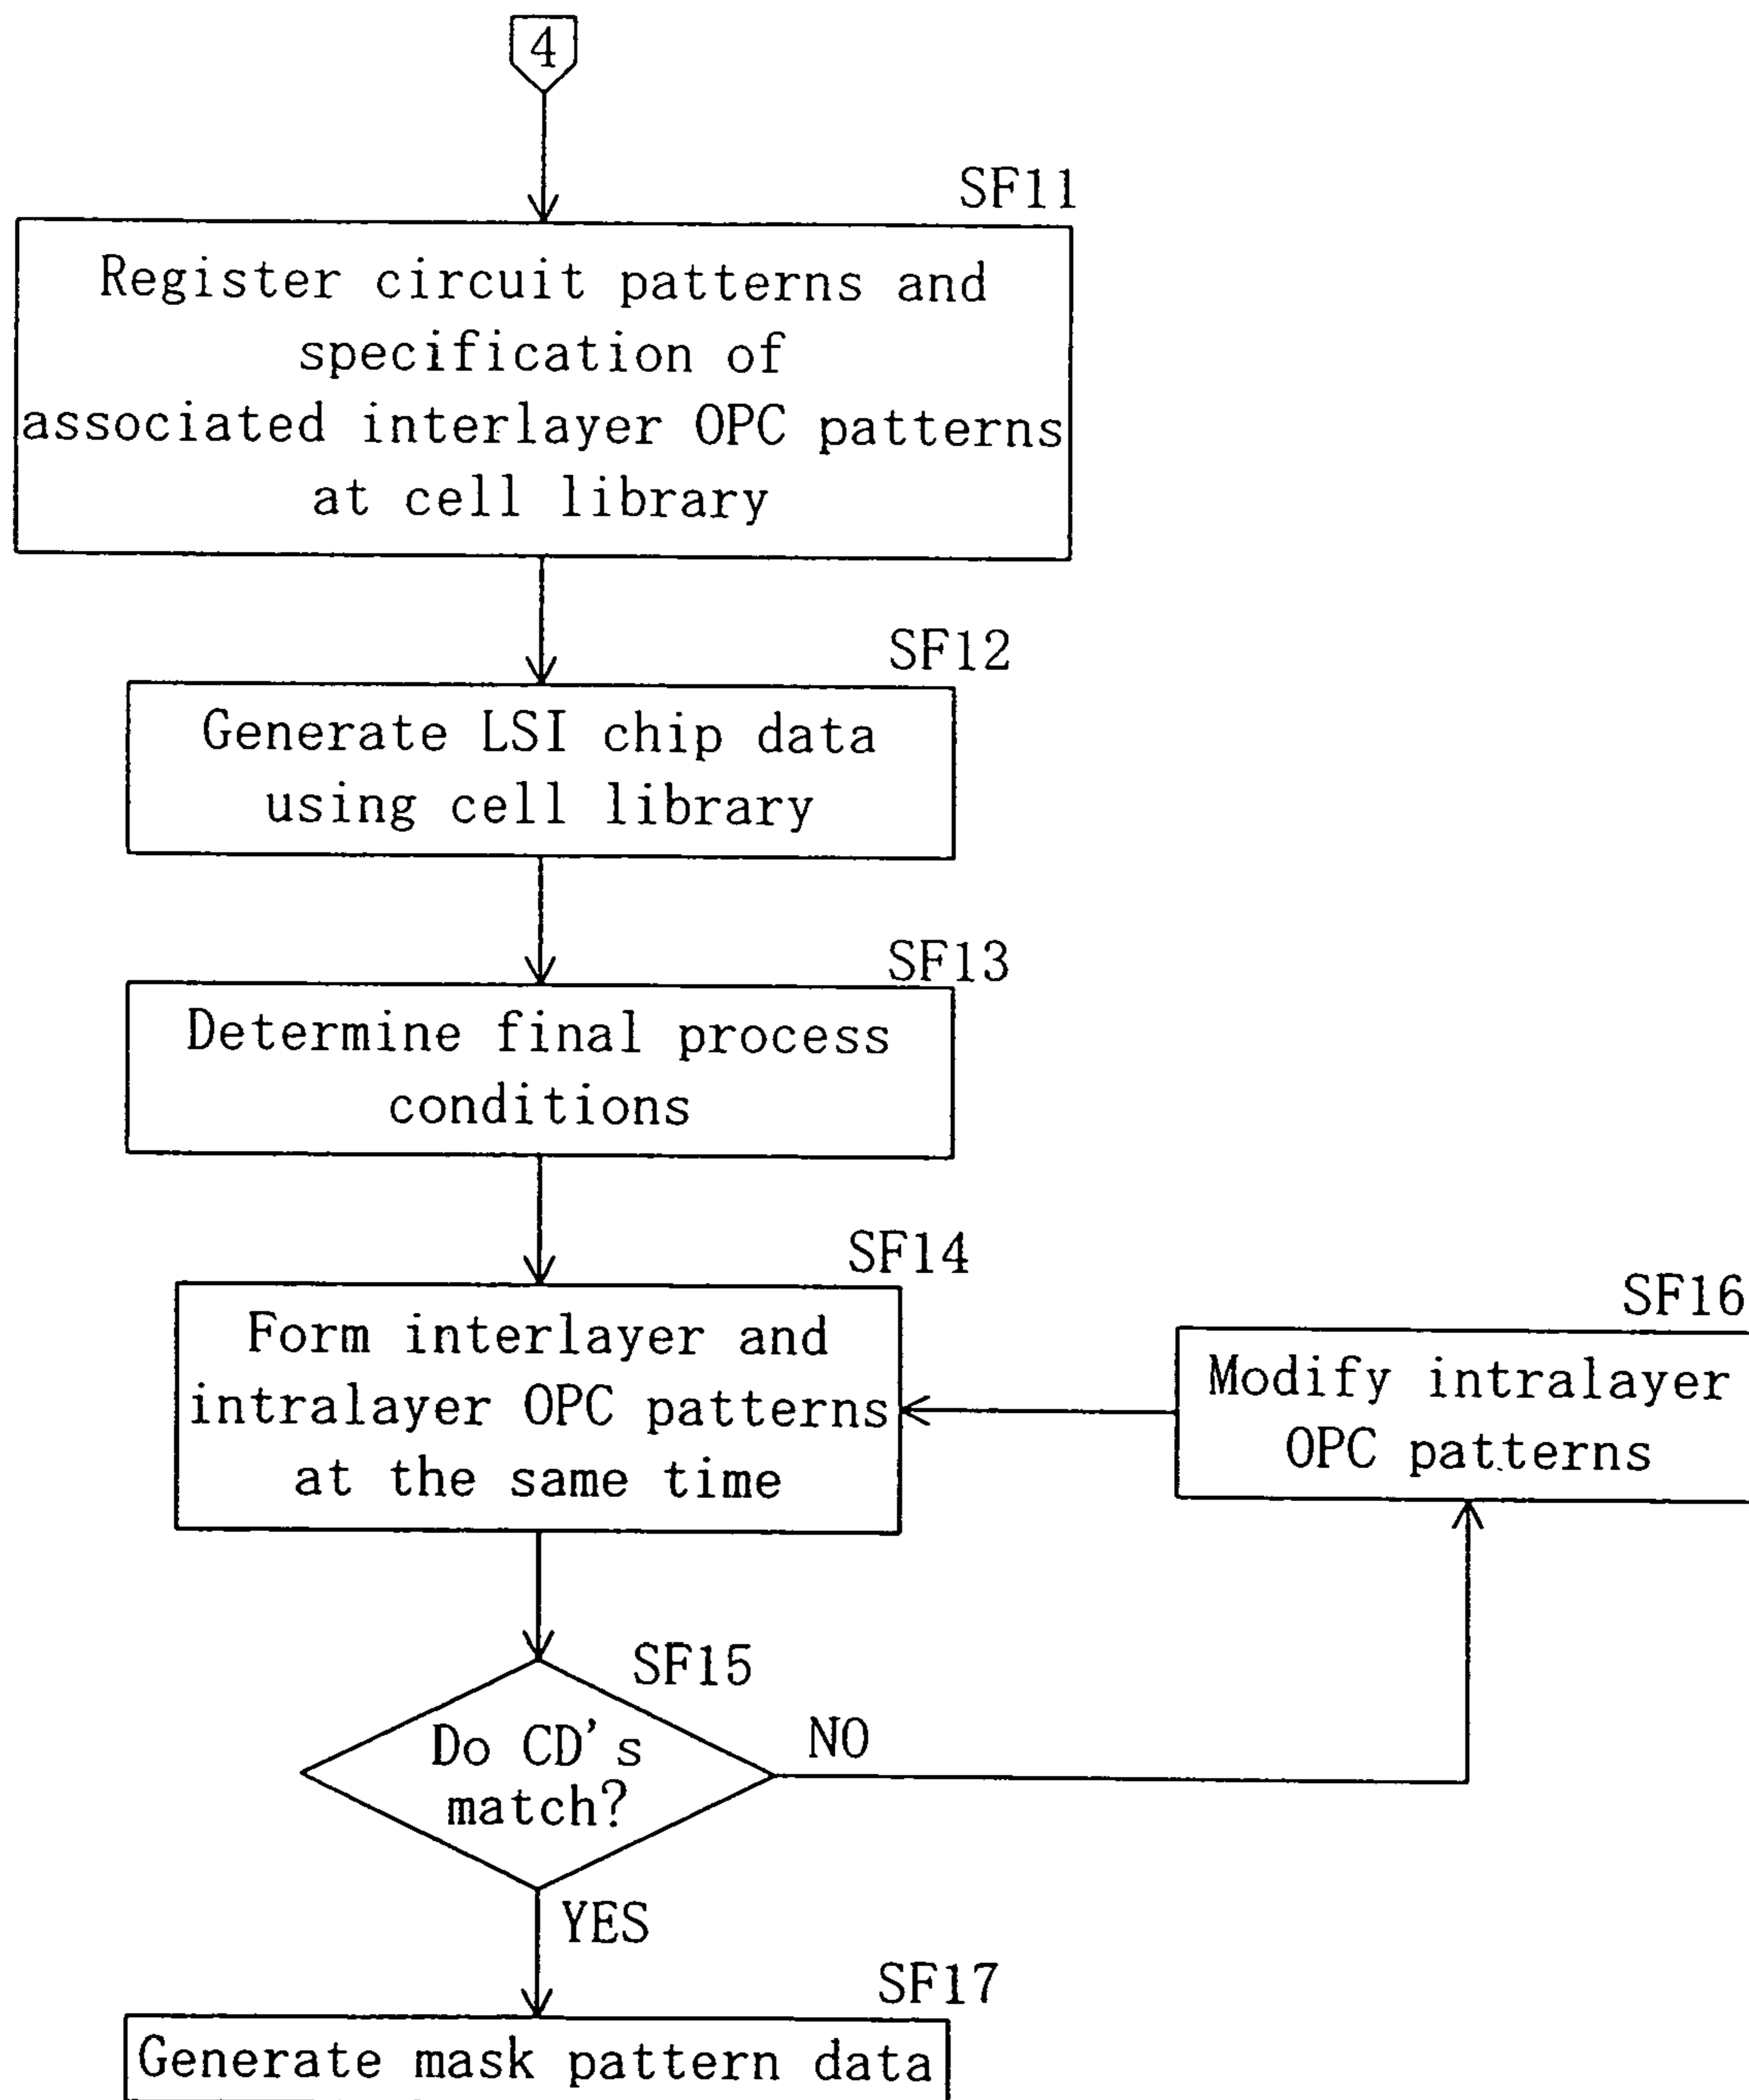 4
SF11
Register circuit patterns and
specification of
associated interlayer OPC patterns
at cell library
SF12
Generate LSI chip data
using cell library
SF13
Determine final process
conditions
SF14
Form interlayer and
intralayer OPC patterns
at the same time
SF16
Modify intralayer
OPC patterns
SF15
Do CD's
match?
NO
YES
SF17
Generate mask pattern data